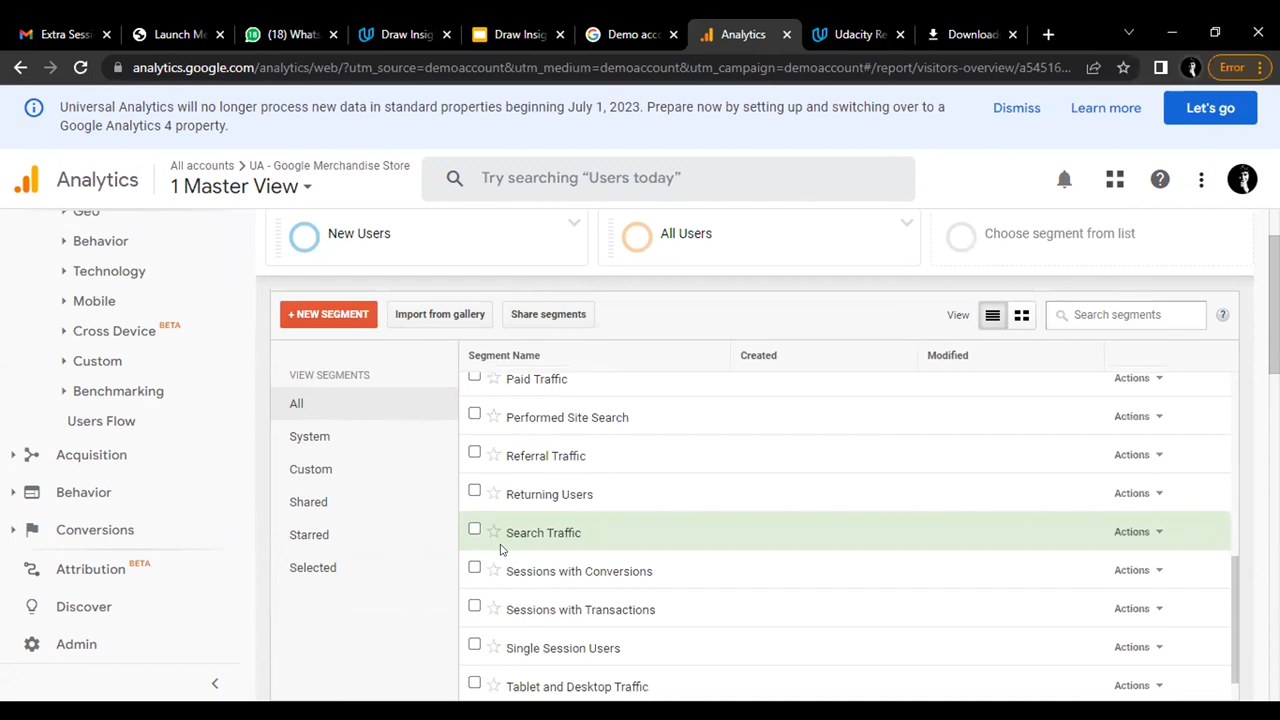 Extra Sessi
Launch Me
(18) Whats
Draw Insig
Draw Insig
Demo acc
Analytics
Udacity Re
Download
analytics.google.com/analytics/web/?utm_source=demoaccount&utm_medium=demoaccount&utm_campaign=demoaccount#/report/visitors-overview/a54516...
Error
Universal Analytics will no longer process new data in standard properties beginning July 1, 2023. Prepare now by setting up and switching over to a
Google Analytics 4 property.
Dismiss
Learn more
Let's go
Analytics
All accounts > UA - Google Merchandise Store
1 Master View
Try searching “Users today”
Geo
Behavior
Technology
Mobile
Cross Device BETA
Custom
Benchmarking
Users Flow
Acquisition
Behavior
Conversions
Attribution BETA
Discover
Admin
New Users
All Users
Choose segment from list
+ NEW SEGMENT
Import from gallery
Share segments
View
Search segments
?
VIEW SEGMENTS
All
System
Custom
Shared
Starred
Selected
Segment Name Created Modified
Paid Traffic Actions
Performed Site Search Actions
Referral Traffic Actions
Returning Users Actions
Search Traffic Actions
Sessions with Conversions Actions
Sessions with Transactions Actions
Single Session Users Actions
Tablet and Desktop Traffic Actions